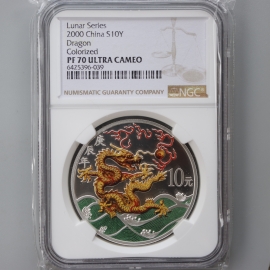 Lunar Series
2000 China S10Y
Dragon
Colorized
PF 70 ULTRA CAMEO
6425396-039
NUMISMATIC GUARANTY COMPANY
NGC
庚辰年
10元